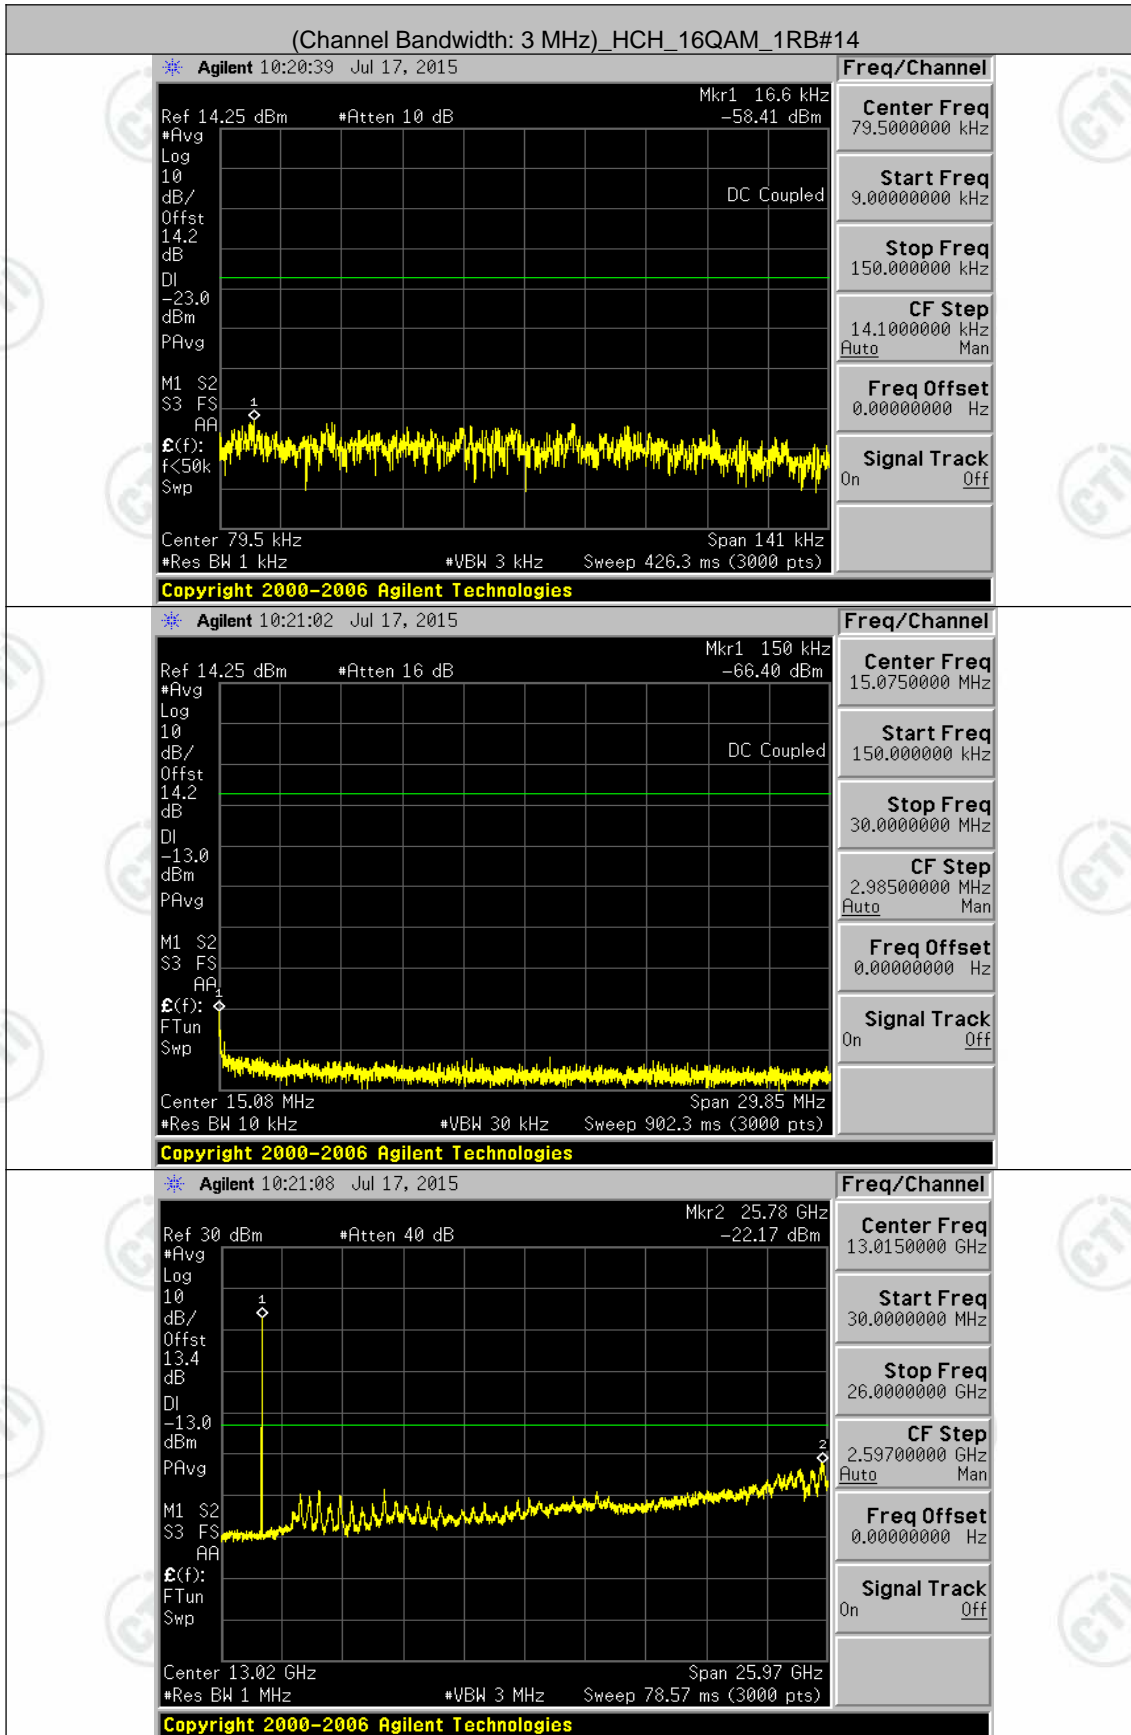 (Channel Bandwidth: 3 MHz)_HCH_16QAM_1RB#14
Agilent 10:20:39 Jul 17, 2015
Freq/Channel
Mkr1 16.6 kHz
Ref 14.25 dBm #Atten 10 dB -58.41 dBm
#Avg
Log
10
dB/
Offst
14.2
dB
DI
-23.0
dBm
PAvg
M1 S2
S3 FS
AA
£(f):
f<50k
Swp
DC Coupled
1
Center 79.5 kHz Span 141 kHz
#Res BW 1 kHz #VBW 3 kHz Sweep 426.3 ms (3000 pts)
Copyright 2000-2006 Agilent Technologies
Center Freq
79.5000000 kHz
Start Freq
9.00000000 kHz
Stop Freq
150.000000 kHz
CF Step
14.1000000 kHz
Auto Man
Freq Offset
0.00000000 Hz
Signal Track
On Off
Agilent 10:21:02 Jul 17, 2015
Freq/Channel
Mkr1 150 kHz
Ref 14.25 dBm #Atten 16 dB -66.40 dBm
#Avg
Log
10
dB/
Offst
14.2
dB
DI
-13.0
dBm
PAvg
M1 S2
S3 FS
AA
£(f):
FTun
Swp
DC Coupled
1
Center 15.08 MHz Span 29.85 MHz
#Res BW 10 kHz #VBW 30 kHz Sweep 902.3 ms (3000 pts)
Copyright 2000-2006 Agilent Technologies
Center Freq
15.0750000 MHz
Start Freq
150.000000 kHz
Stop Freq
30.0000000 MHz
CF Step
2.98500000 MHz
Auto Man
Freq Offset
0.00000000 Hz
Signal Track
On Off
Agilent 10:21:08 Jul 17, 2015
Freq/Channel
Mkr2 25.78 GHz
Ref 30 dBm #Atten 40 dB -22.17 dBm
#Avg
Log
10
dB/
Offst
13.4
dB
DI
-13.0
dBm
PAvg
M1 S2
S3 FS
AA
£(f):
FTun
Swp
1
2
Center 13.02 GHz Span 25.97 GHz
#Res BW 1 MHz #VBW 3 MHz Sweep 78.57 ms (3000 pts)
Copyright 2000-2006 Agilent Technologies
Center Freq
13.0150000 GHz
Start Freq
30.0000000 MHz
Stop Freq
26.0000000 GHz
CF Step
2.59700000 GHz
Auto Man
Freq Offset
0.00000000 Hz
Signal Track
On Off
CTI
CTI
CTI
CTI
CTI
CTI
CTI
CTI
CTI
CTI